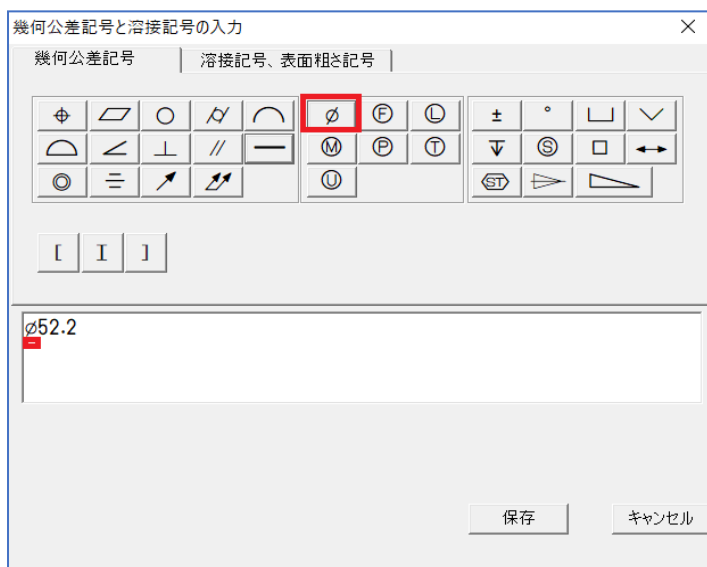 幾何公差記号と溶接記号の入力
幾何公差記号
溶接記号、表面粗さ記号
⌖ ▱ ○ ⌭ ⌒ ∅ Ⓕ Ⓛ ± ° ⌴ ⌵
⌓ ∠ ⊥ // — Ⓜ Ⓟ Ⓣ ↧ Ⓢ □ ↔
◎ ⌯ ↗ ⌰ Ⓤ ST ⌲ ⌳
[ I ]
∅52.2
保存
キャンセル